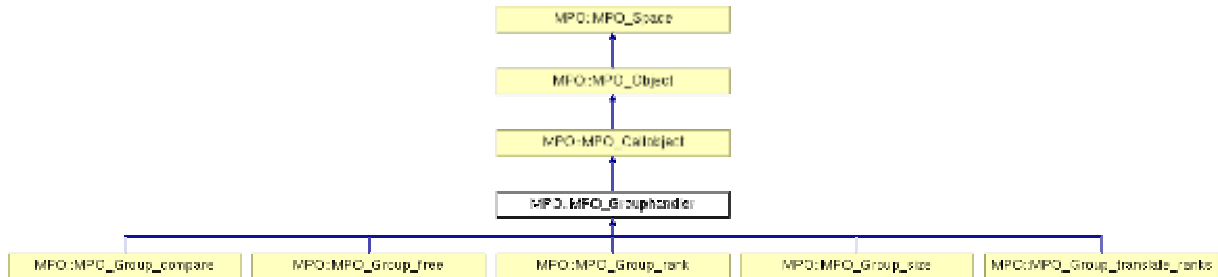 MPO::MPO_Space
MPO::MPO_Object
MPO::MPO_Callobject
MPO::MPO_Grouphandler
MPO::MPO_Group_compare MPO::MPO_Group_free MPO::MPO_Group_rank MPO::MPO_Group_size MPO::MPO_Group_translate_ranks